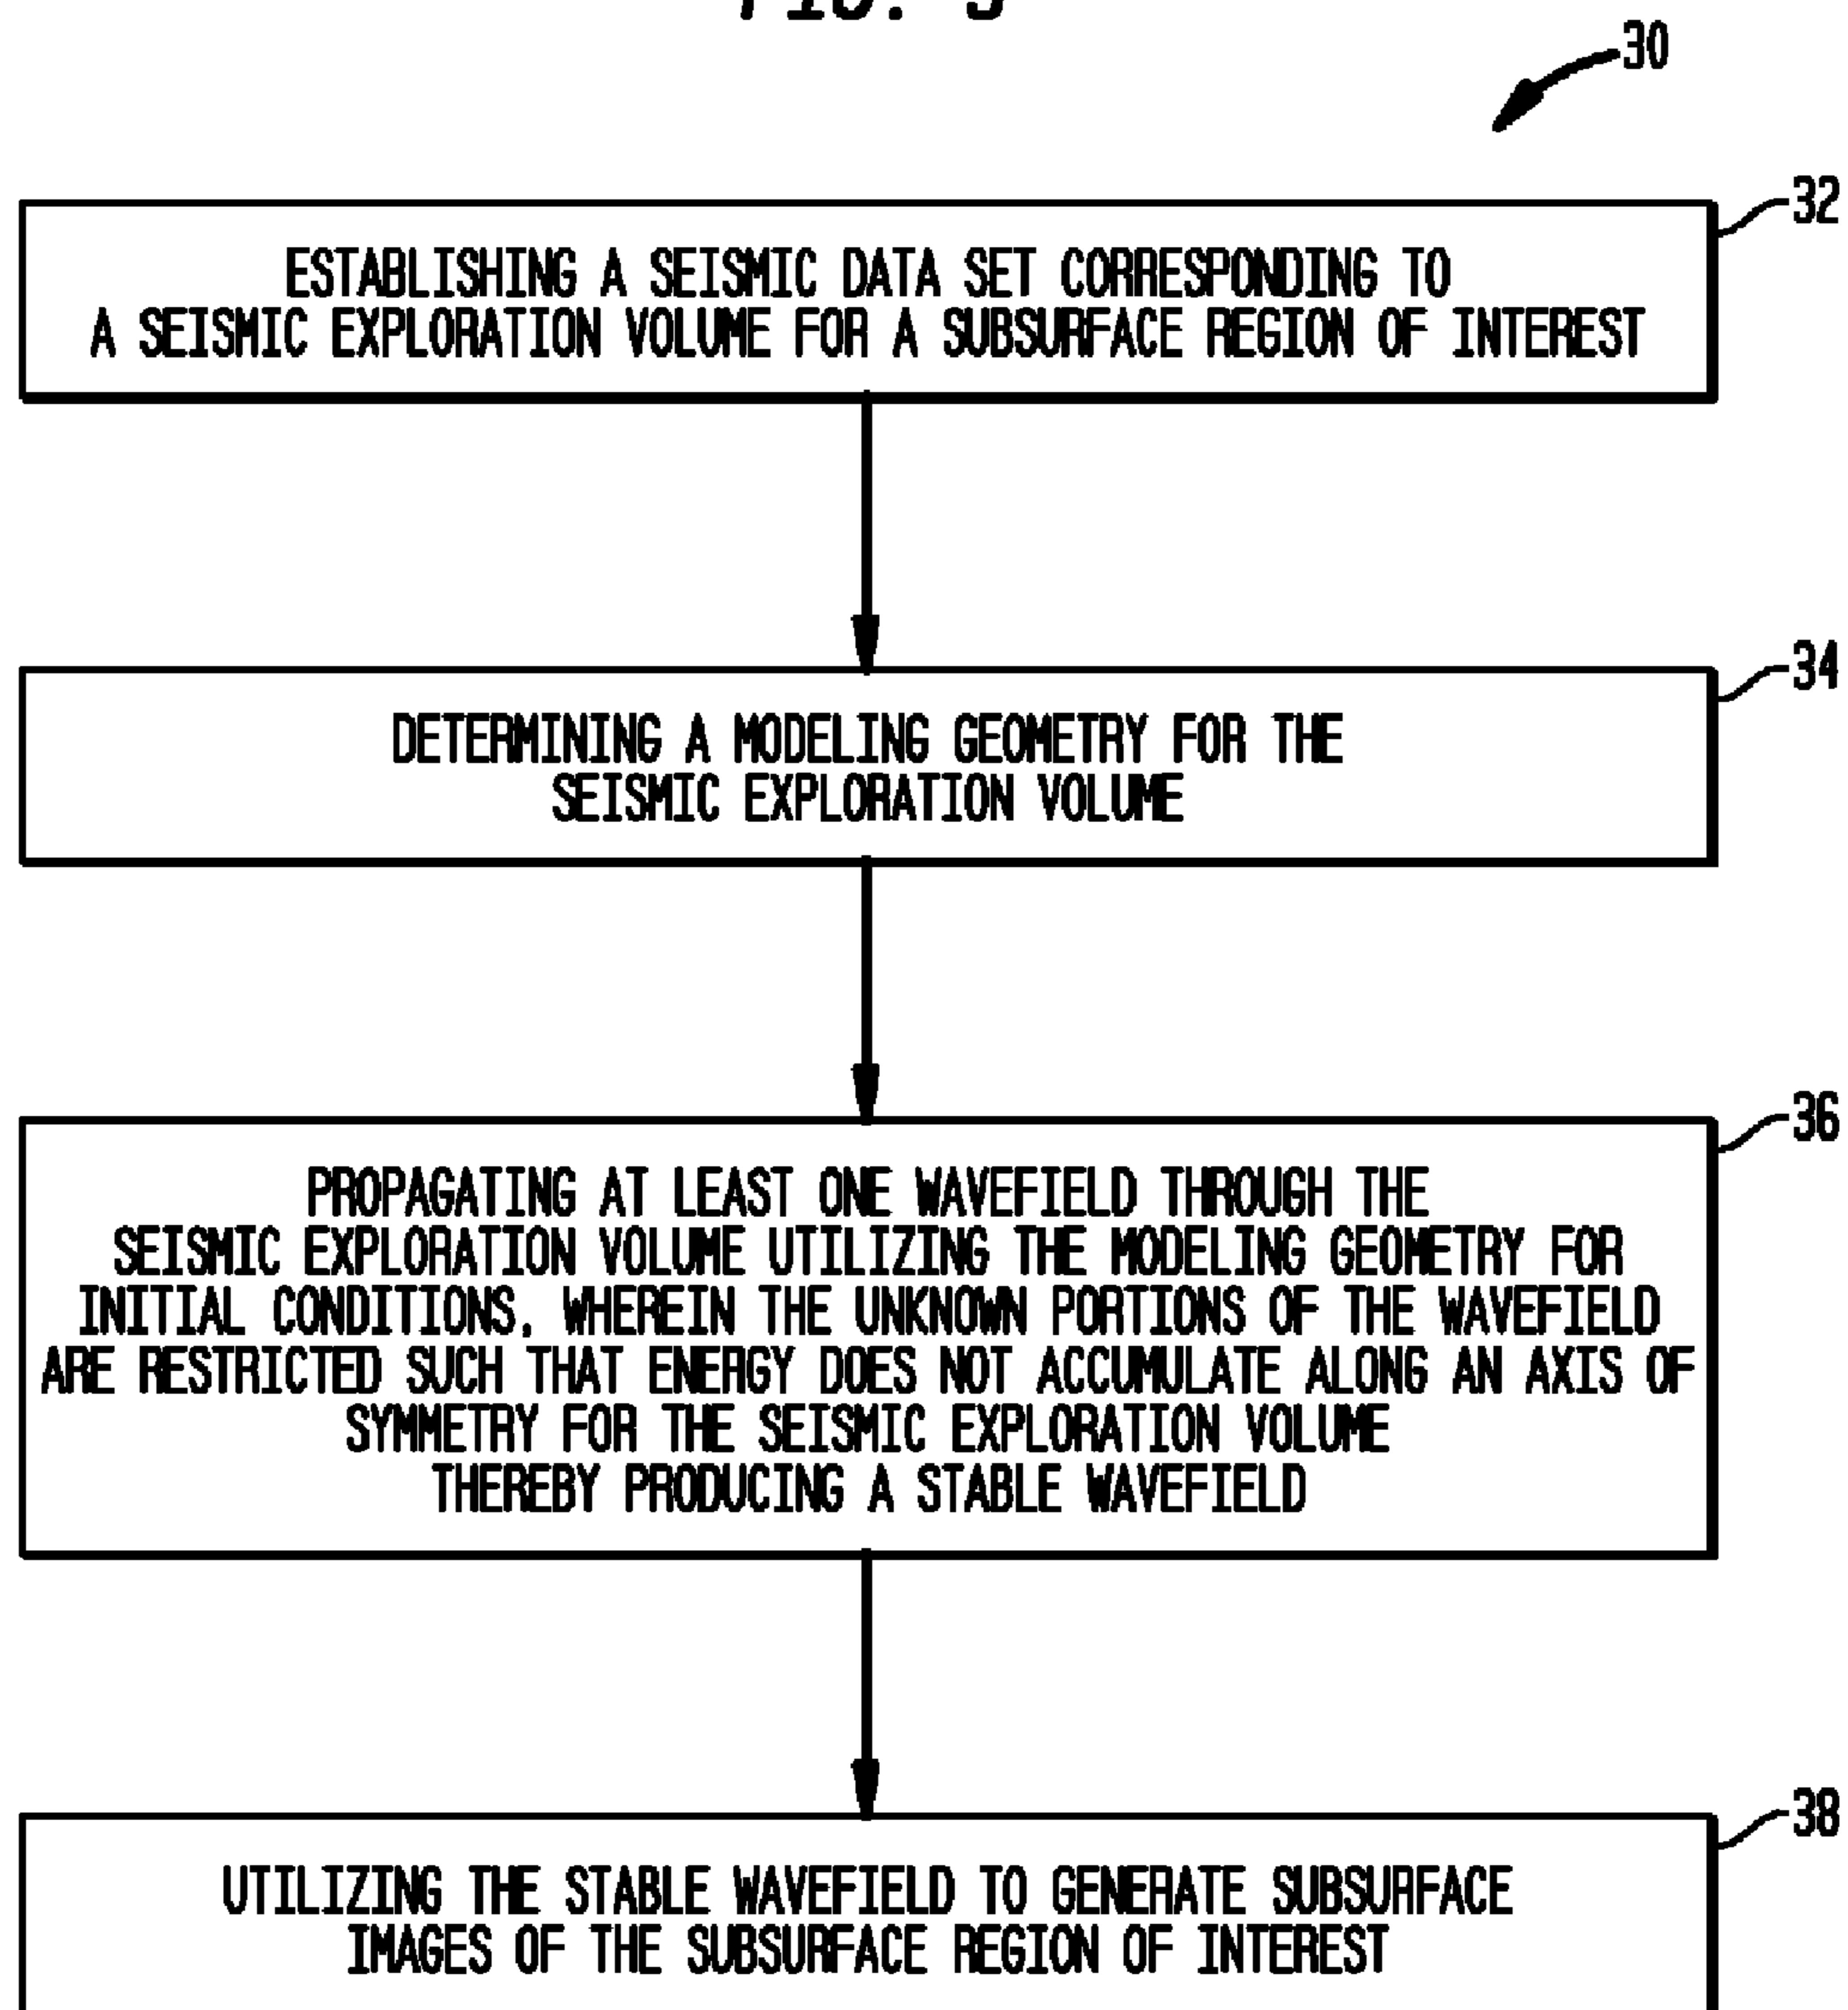 30
32
ESTABLISHING A SEISMIC DATA SET CORRESPONDING TO
A SEISMIC EXPLORATION VOLUME FOR A SUBSURFACE REGION OF INTEREST
34
DETERMINING A MODELING GEOMETRY FOR THE
SEISMIC EXPLORATION VOLUME
36
PROPAGATING AT LEAST ONE WAVEFIELD THROUGH THE
SEISMIC EXPLORATION VOLUME UTILIZING THE MODELING GEOMETRY FOR
INITIAL CONDITIONS, WHEREIN THE UNKNOWN PORTIONS OF THE WAVEFIELD
ARE RESTRICTED SUCH THAT ENERGY DOES NOT ACCUMULATE ALONG AN AXIS OF
SYMMETRY FOR THE SEISMIC EXPLORATION VOLUME
THEREBY PRODUCING A STABLE WAVEFIELD
38
UTILIZING THE STABLE WAVEFIELD TO GENERATE SUBSURFACE
IMAGES OF THE SUBSURFACE REGION OF INTEREST